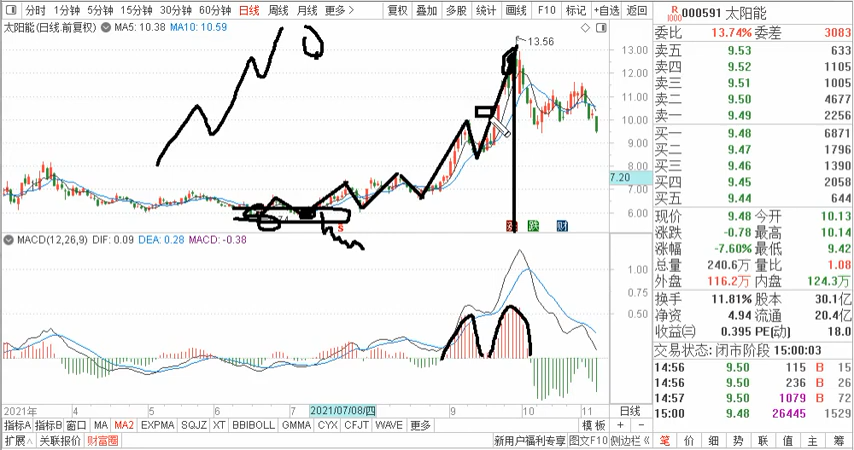 分时 1分钟 5分钟 15分钟 30分钟 60分钟 日线 周线 月线 更多 复权 叠加 多股 统计 画线 F10 标记 +自选 返回
R 1000 000591 太阳能
太阳能(日线 前复权) MA5: 10.38 MA10: 10.59
委比 13.74% 委差 3083
卖五 9.53 633
卖四 9.52 1105
卖三 9.51 1005
卖二 9.50 4677
卖一 9.49 2256
买一 9.48 6871
买二 9.47 1796
买三 9.46 1390
买四 9.45 2058
买五 9.44 644
现价 9.48 今开 10.13
涨跌 -0.78 最高 10.14
涨幅 -7.60% 最低 9.42
总量 240.6万 量比 1.08
外盘 116.2万 内盘 124.3万
换手 11.81% 股本 30.1亿
净资 4.94 流通 20.4亿
收益㈢ 0.395 PE(动) 18.0
交易状态: 闭市阶段 15:00:03
14:56 9.50 115 B 15
14:56 9.50 236 B 26
14:57 9.50 1079 B 72
15:00 9.48 26445 1529
13.56
13.00
12.00
11.00
10.00
9.00
8.00
7.20
7.00
6.00
S
跌 财
MACD(12,26,9) DIF: 0.09 DEA: 0.28 MACD: -0.38
1.00
0.75
0.50
2021年 4 5 6 7 2021/07/08/四 9 10 11 日线
指标A 指标B 窗口 MA MA2 EXPMA SQJZ XT BBIBOLL GMMA CYX CFJT WAVE 更多 模板 + −
扩展∧ 关联报价 财富圈 新用户福利专享 图文F10 侧边栏《 笔 价 细 势 联 值 主 筹